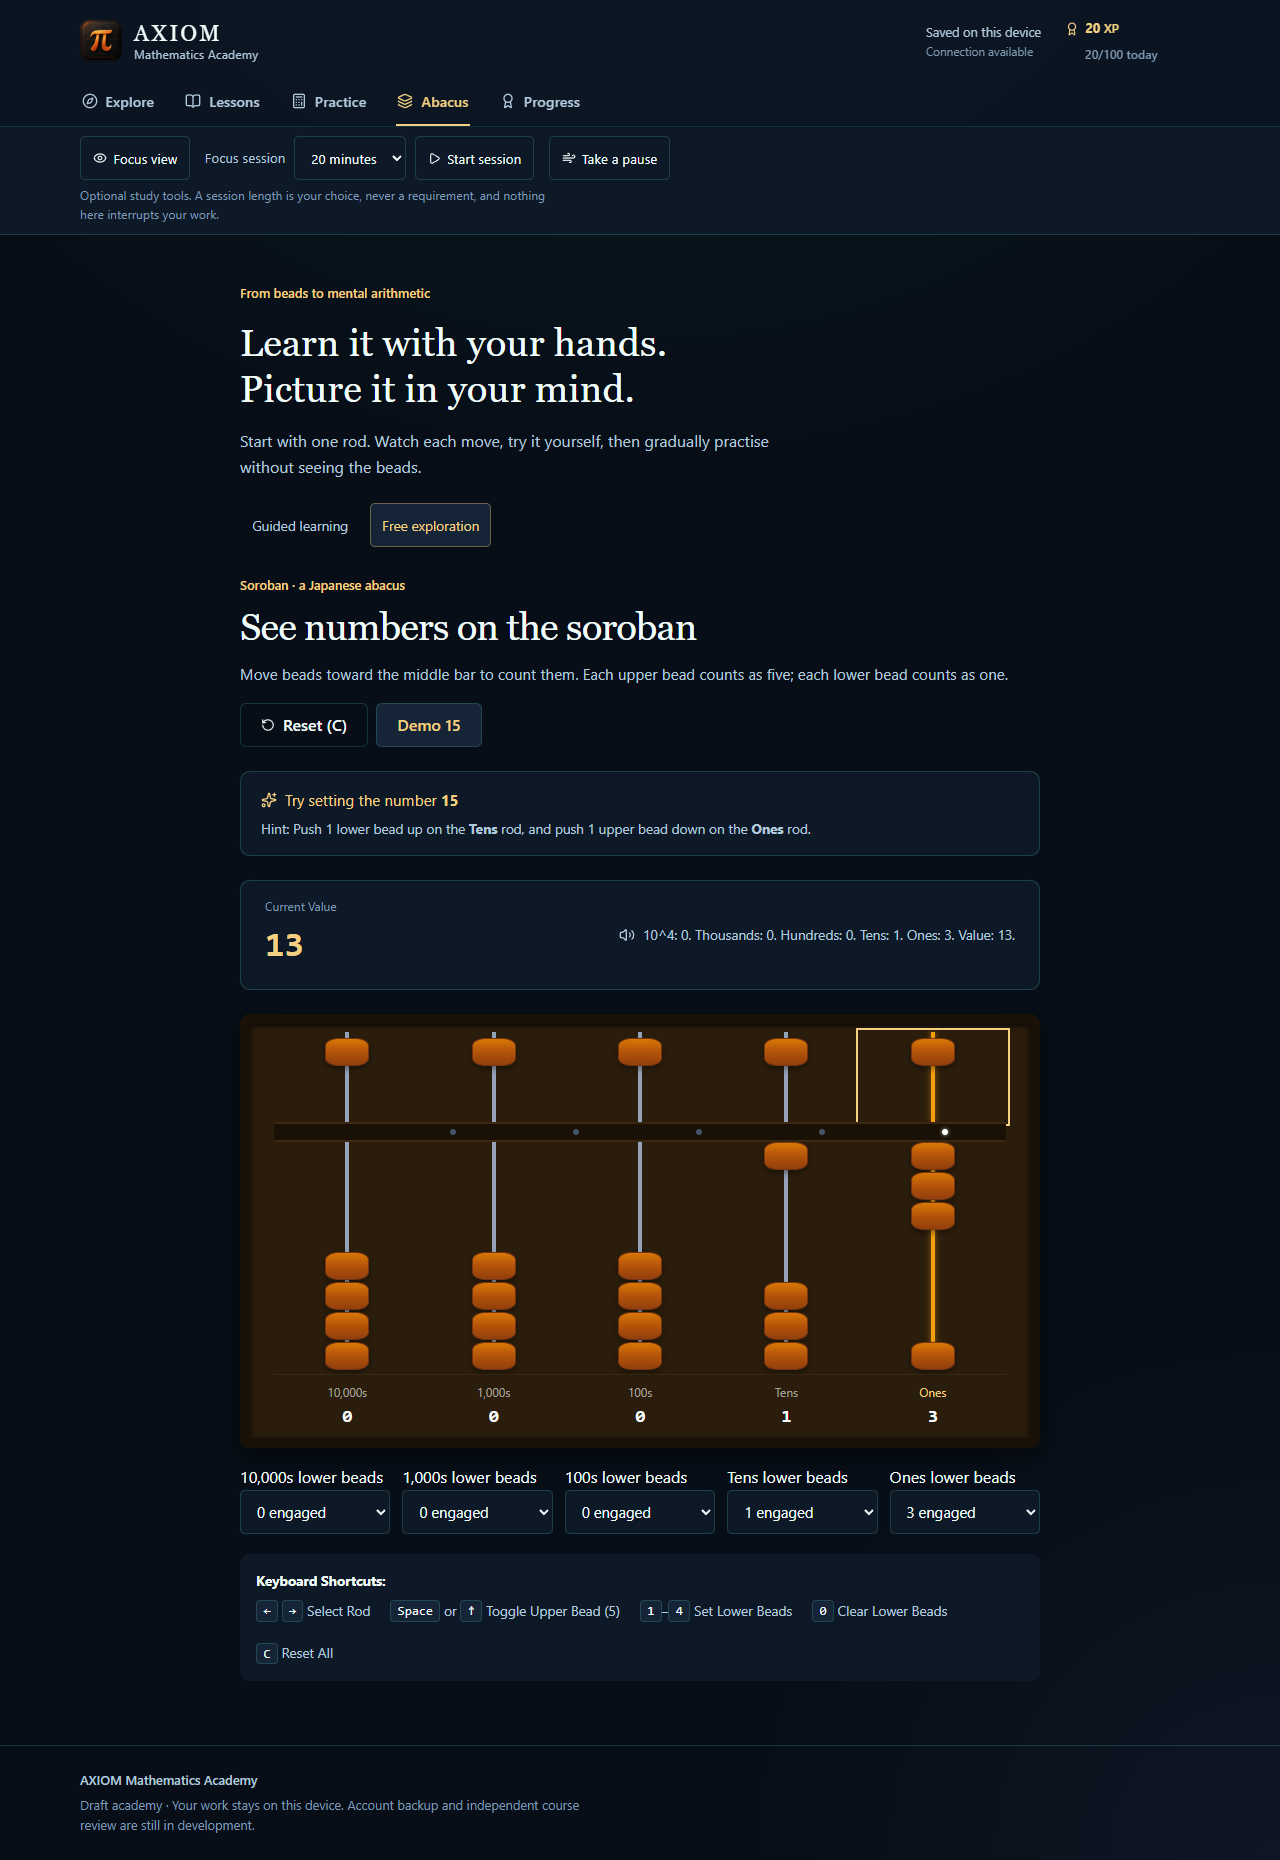 π
AXIOM
Mathematics Academy
Saved on this device
Connection available
20 XP
20/100 today
Explore
Lessons
Practice
Abacus
Progress
Focus view
Focus session
20 minutes
Start session
Take a pause
Optional study tools. A session length is your choice, never a requirement, and nothing
here interrupts your work.
From beads to mental arithmetic
Learn it with your hands.
Picture it in your mind.
Start with one rod. Watch each move, try it yourself, then gradually practise
without seeing the beads.
Guided learning
Free exploration
Soroban · a Japanese abacus
See numbers on the soroban
Move beads toward the middle bar to count them. Each upper bead counts as five; each lower bead counts as one.
Reset (C)
Demo 15
Try setting the number 15
Hint: Push 1 lower bead up on the Tens rod, and push 1 upper bead down on the Ones rod.
Current Value
13
10^4: 0. Thousands: 0. Hundreds: 0. Tens: 1. Ones: 3. Value: 13.
10,000s
1,000s
100s
Tens
Ones
0
0
0
1
3
10,000s lower beads
1,000s lower beads
100s lower beads
Tens lower beads
Ones lower beads
0 engaged
0 engaged
0 engaged
1 engaged
3 engaged
Keyboard Shortcuts:
← → Select Rod
Space or ↑ Toggle Upper Bead (5)
1–4 Set Lower Beads
0 Clear Lower Beads
C Reset All
AXIOM Mathematics Academy
Draft academy · Your work stays on this device. Account backup and independent course
review are still in development.